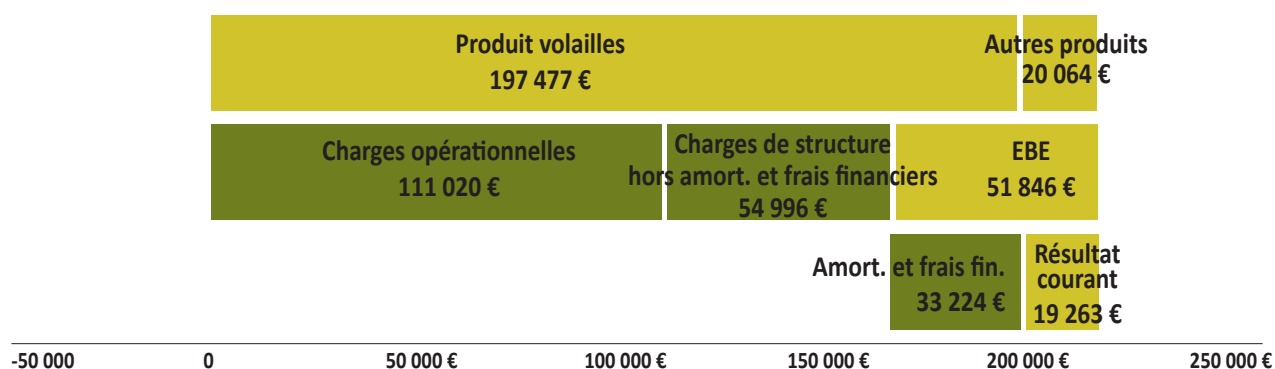 Produit volailles
197 477 €
Autres produits
20 064 €
Charges opérationnelles
111 020 €
Charges de structure
hors amort. et frais financiers
54 996 €
EBE
51 846 €
Amort. et frais fin.
33 224 €
Résultat
courant
19 263 €
-50 000 0 50 000 € 100 000 € 150 000 € 200 000 € 250 000 €